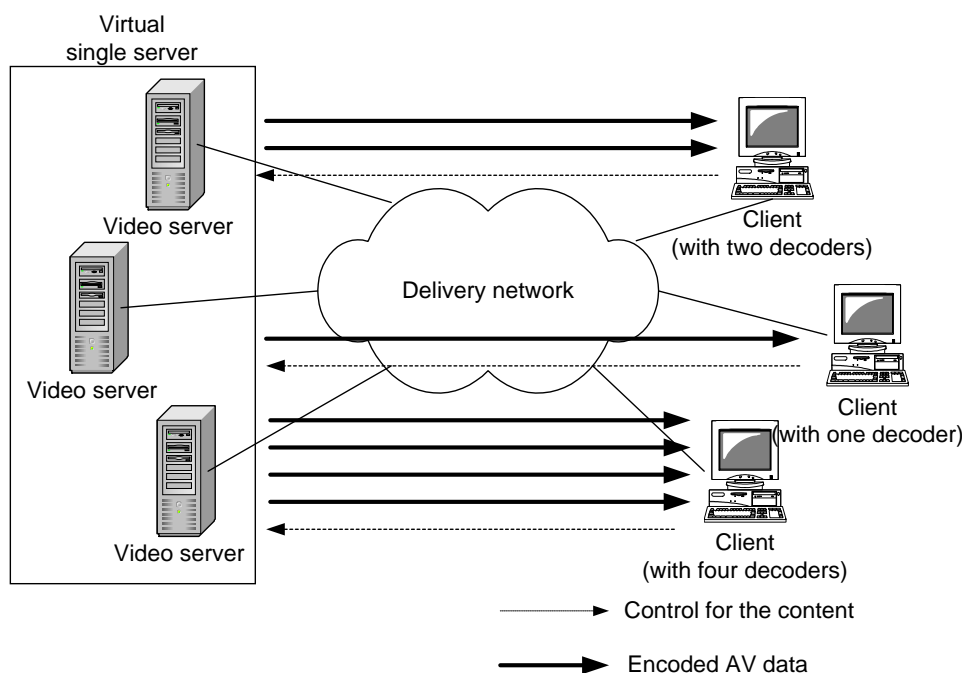 Virtual
single server
Video server
Client
(with two decoders)
Delivery network
Video server
Client
(with one decoder)
Video server
Client
(with four decoders)
Control for the content
Encoded AV data